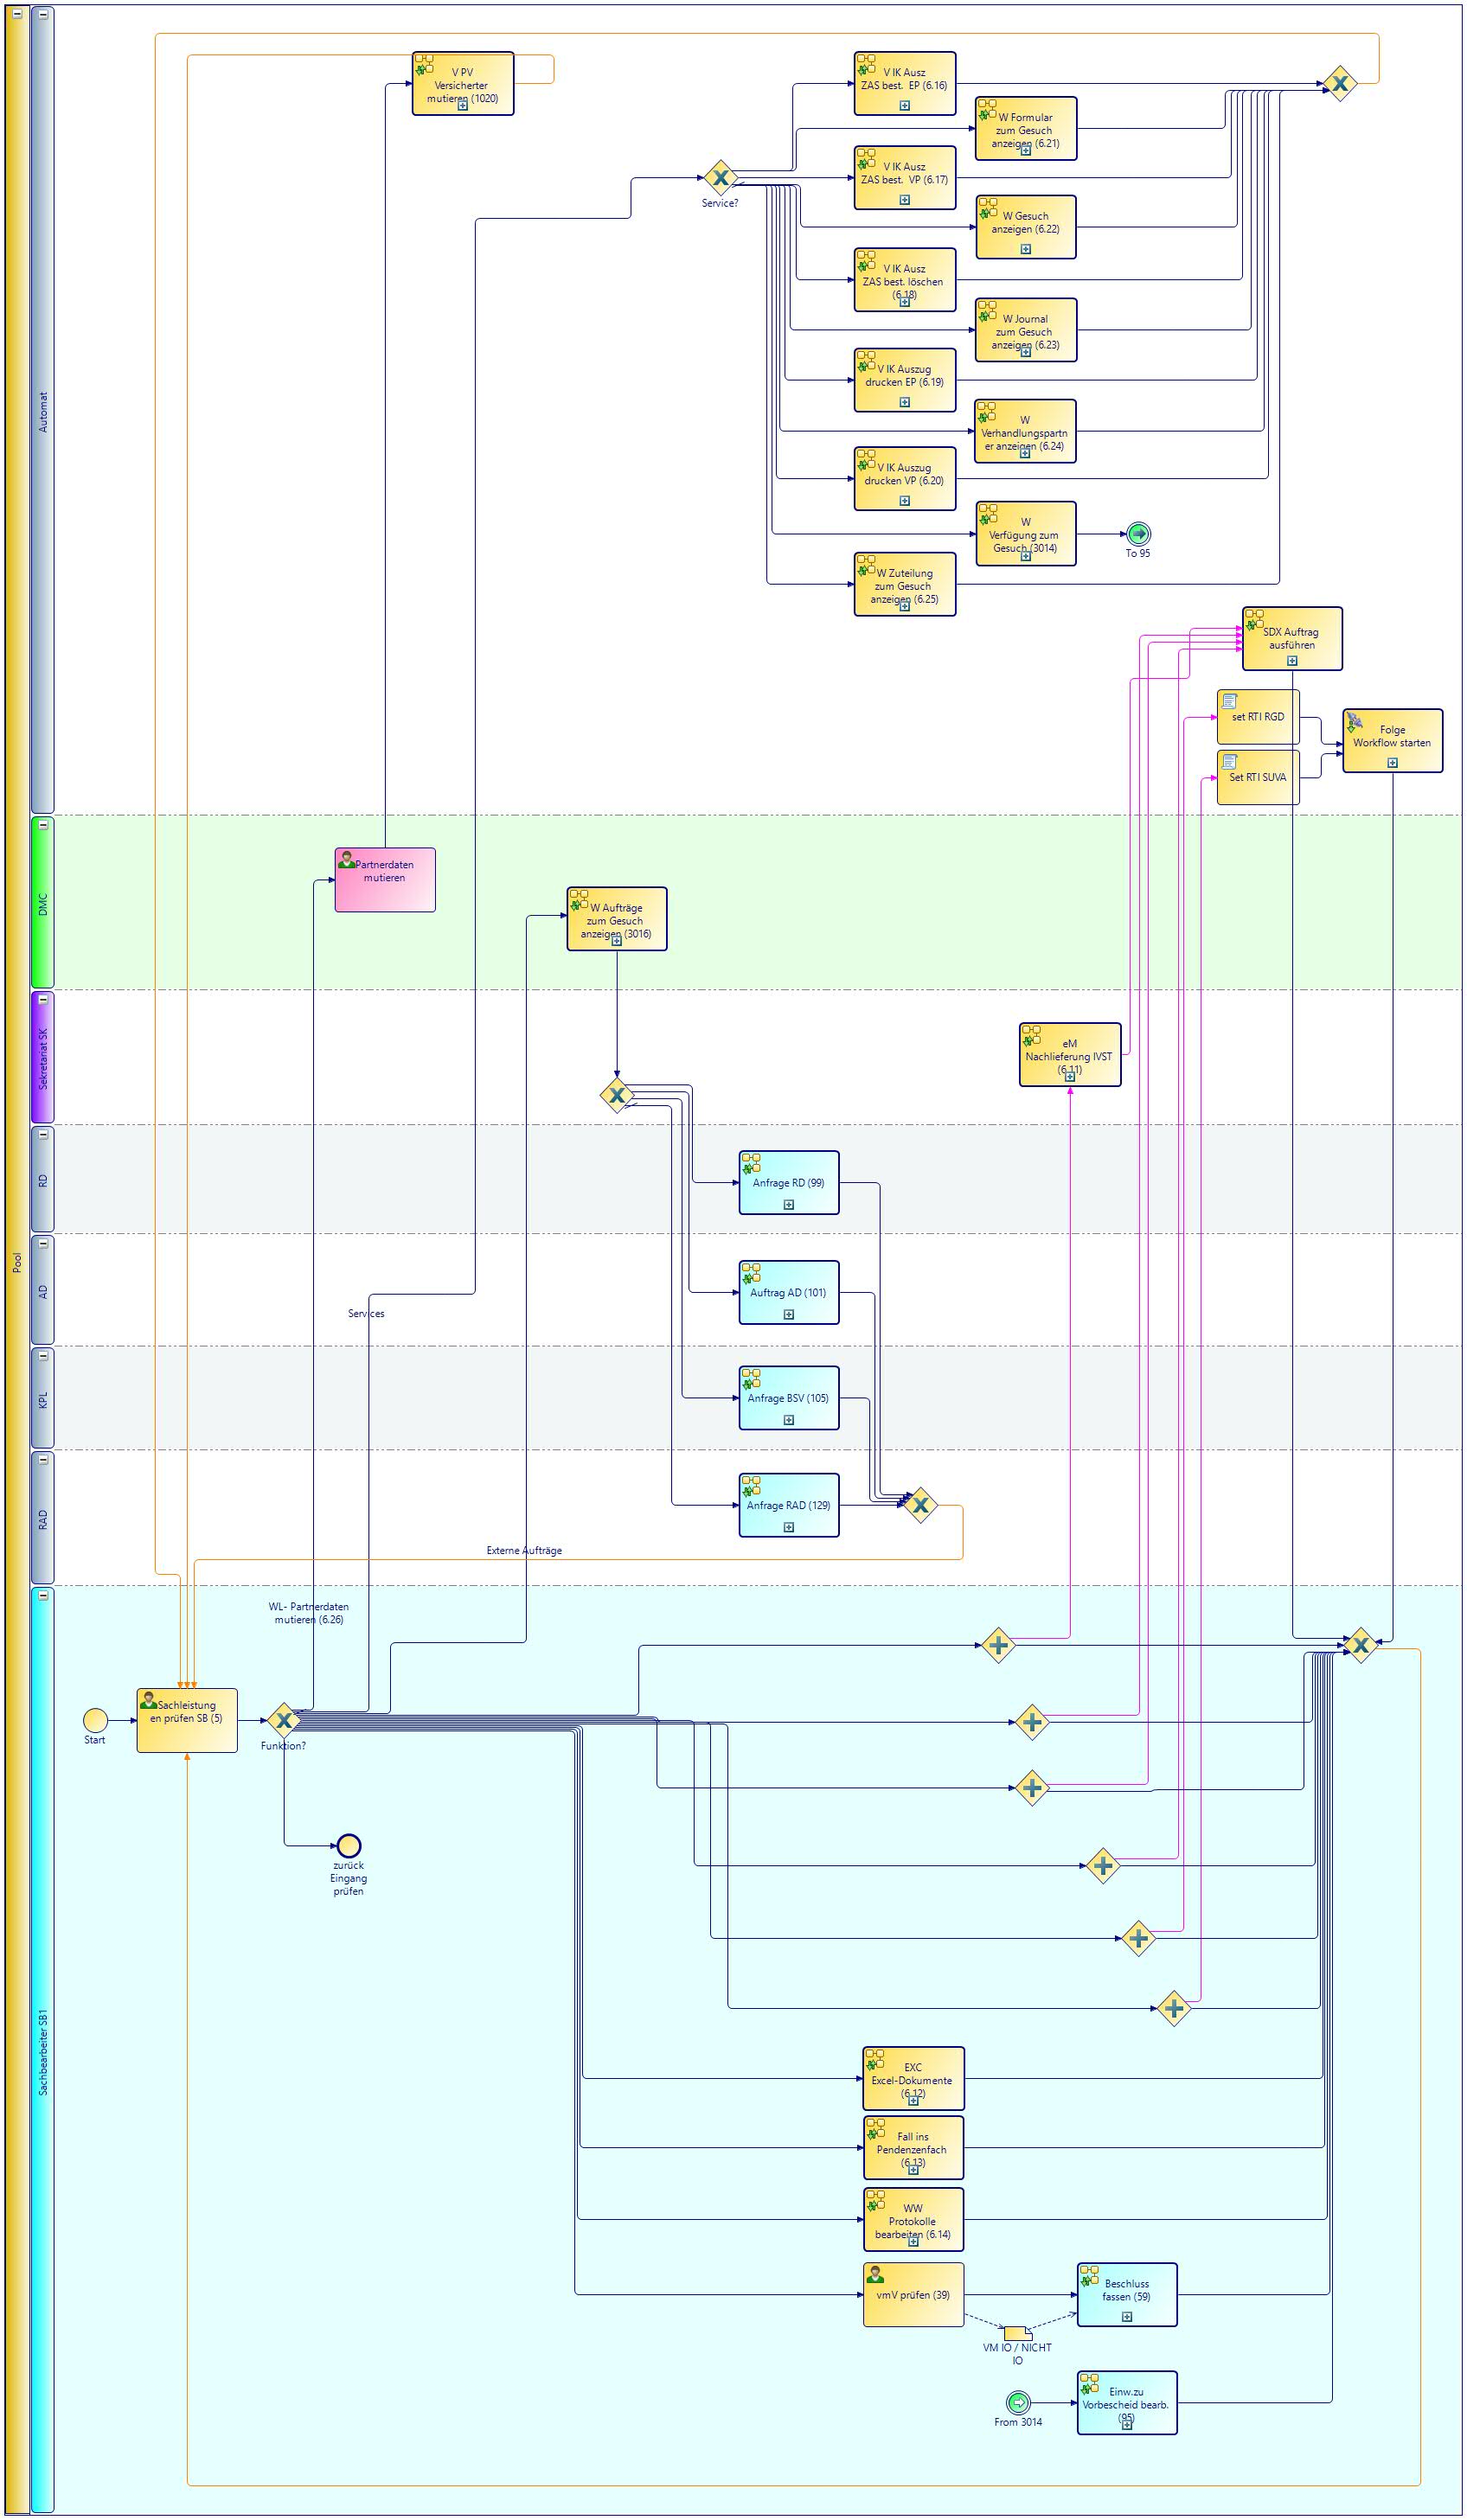 Pool
Automat
V PV
Versicherter
mutieren (1020)
V IK Ausz
ZAS best.  EP (6.16)
W Formular
zum Gesuch
anzeigen (6.21)
V IK Ausz
ZAS best.  VP (6.17)
Service?
W Gesuch
anzeigen (6.22)
V IK Ausz
ZAS best. löschen
(6.18)
W Journal
zum Gesuch
anzeigen (6.23)
V IK Auszug
drucken EP (6.19)
W
Verhandlungspartn
er anzeigen (6.24)
V IK Auszug
drucken VP (6.20)
W
Verfügung zum
Gesuch (3014)
To 95
W Zuteilung
zum Gesuch
anzeigen (6.25)
SDX Auftrag
ausführen
set RTI RGD
Folge
Workflow starten
Set RTI SUVA
DMC
Partnerdaten
mutieren
W Aufträge
zum Gesuch
anzeigen (3016)
Sekretariat SK
eM
Nachlieferung IVST
(6.11)
RD
Anfrage RD (99)
AD
Auftrag AD (101)
Services
KPL
Anfrage BSV (105)
RAD
Anfrage RAD (129)
Externe Aufträge
Sachbearbeiter SB1
WL- Partnerdaten
mutieren (6.26)
Sachleistung
en prüfen SB (5)
Start
Funktion?
zurück
Eingang
prüfen
EXC
Excel-Dokumente
(6.12)
Fall ins
Pendenzenfach
(6.13)
WW
Protokolle
bearbeiten (6.14)
vmV prüfen (39)
Beschluss
fassen (59)
VM IO / NICHT
IO
Einw.zu
Vorbescheid bearb.
(95)
From 3014